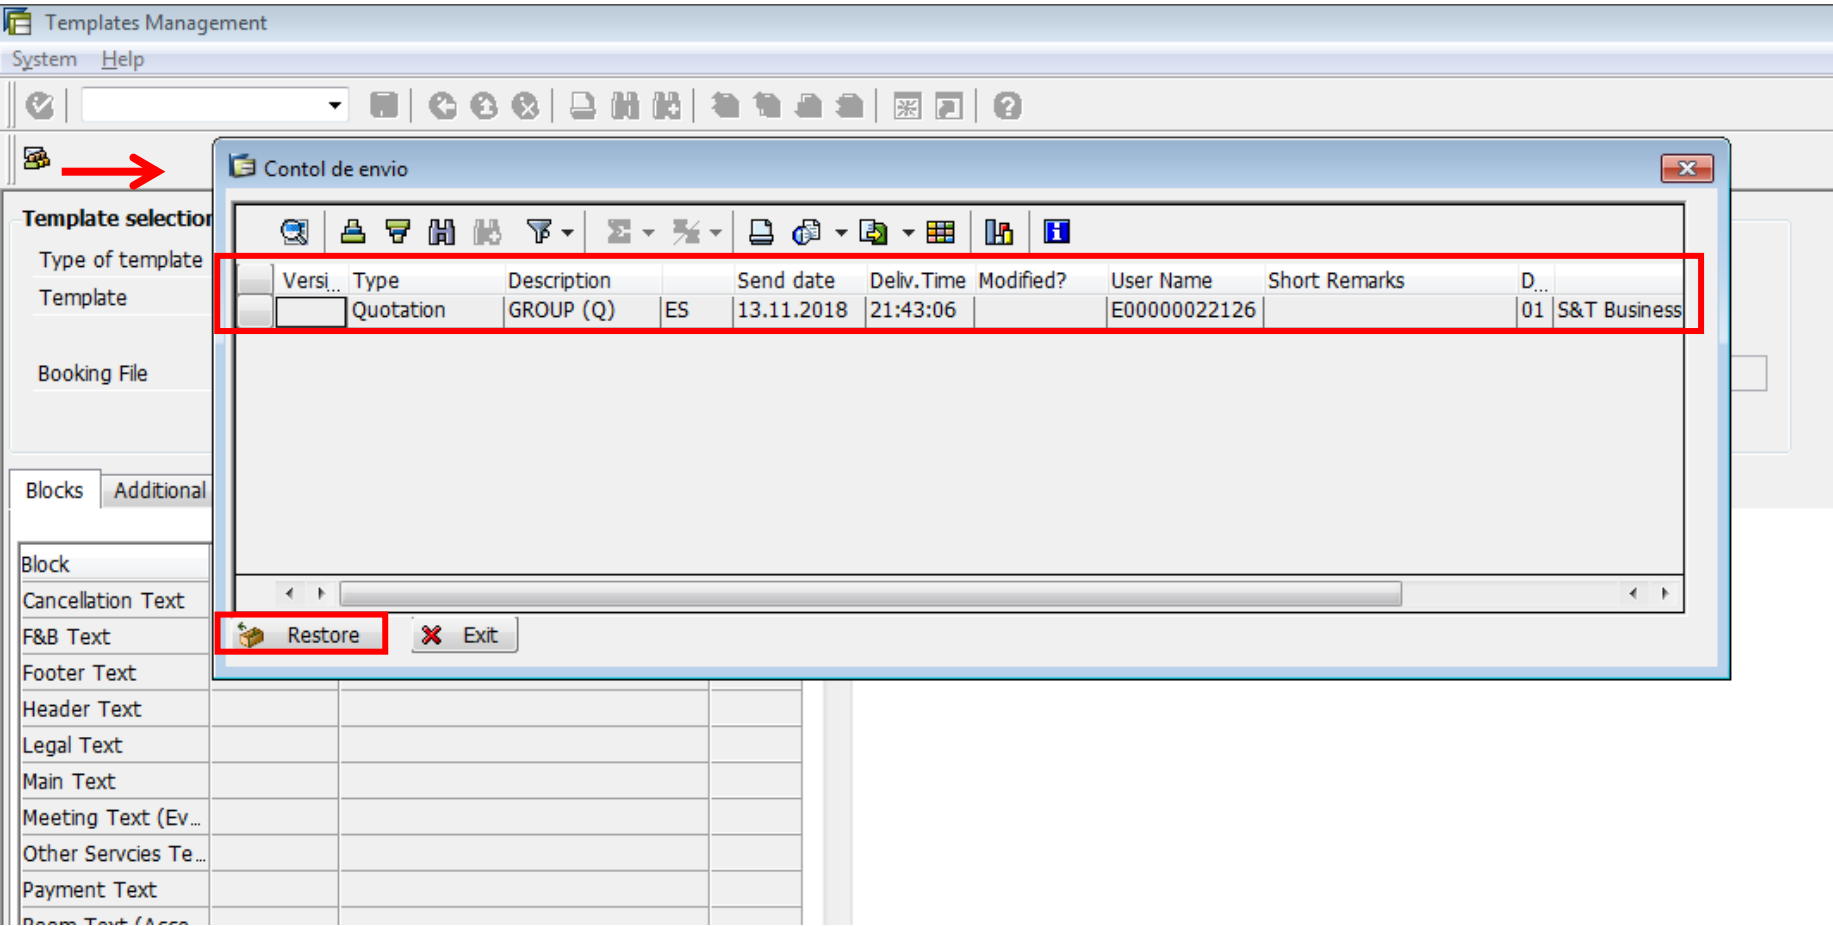 Templates Management
System Help
Contol de envio
Template selection
Type of template
Versi... Type Description Send date Deliv.Time Modified? User Name Short Remarks D...
Template
Quotation GROUP (Q) ES 13.11.2018 21:43:06 E00000022126 01 S&T Business
Booking File
Blocks Additional
Block
Cancellation Text
F&B Text
Restore Exit
Footer Text
Header Text
Legal Text
Main Text
Meeting Text (Ev...
Other Servcies Te...
Payment Text
Room Text (Acco